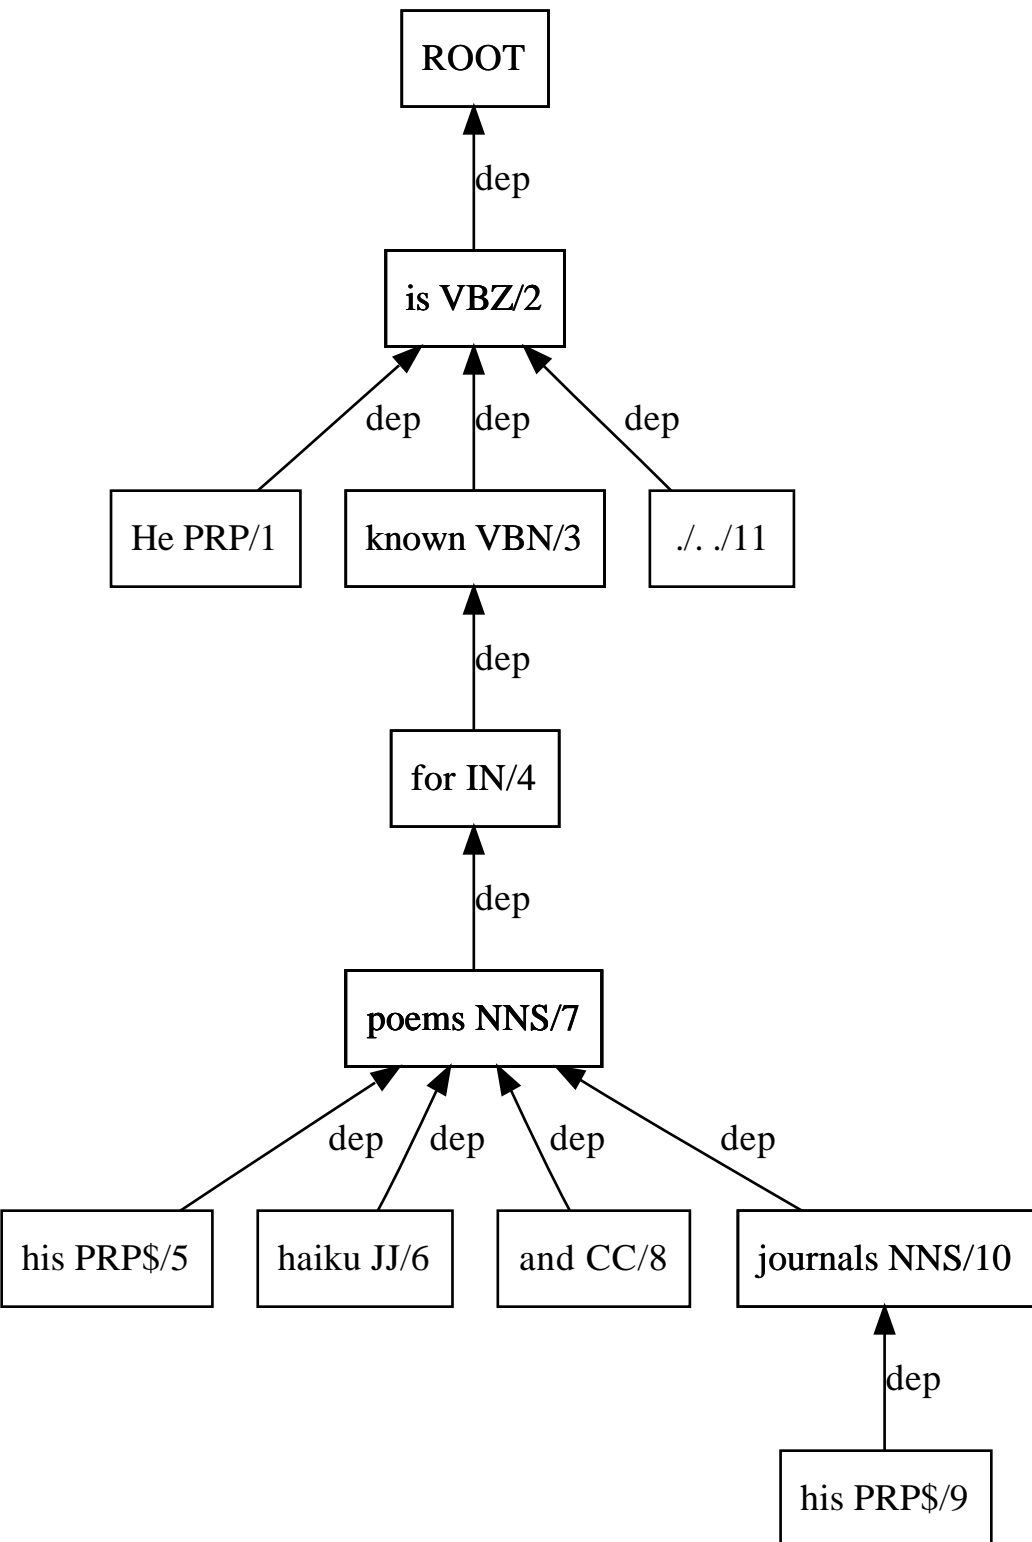 ROOT
dep
is VBZ/2
dep dep dep
He PRP/1 known VBN/3 ./. ./11
dep
for IN/4
dep
poems NNS/7
dep dep dep dep
his PRP$/5 haiku JJ/6 and CC/8 journals NNS/10
dep
his PRP$/9